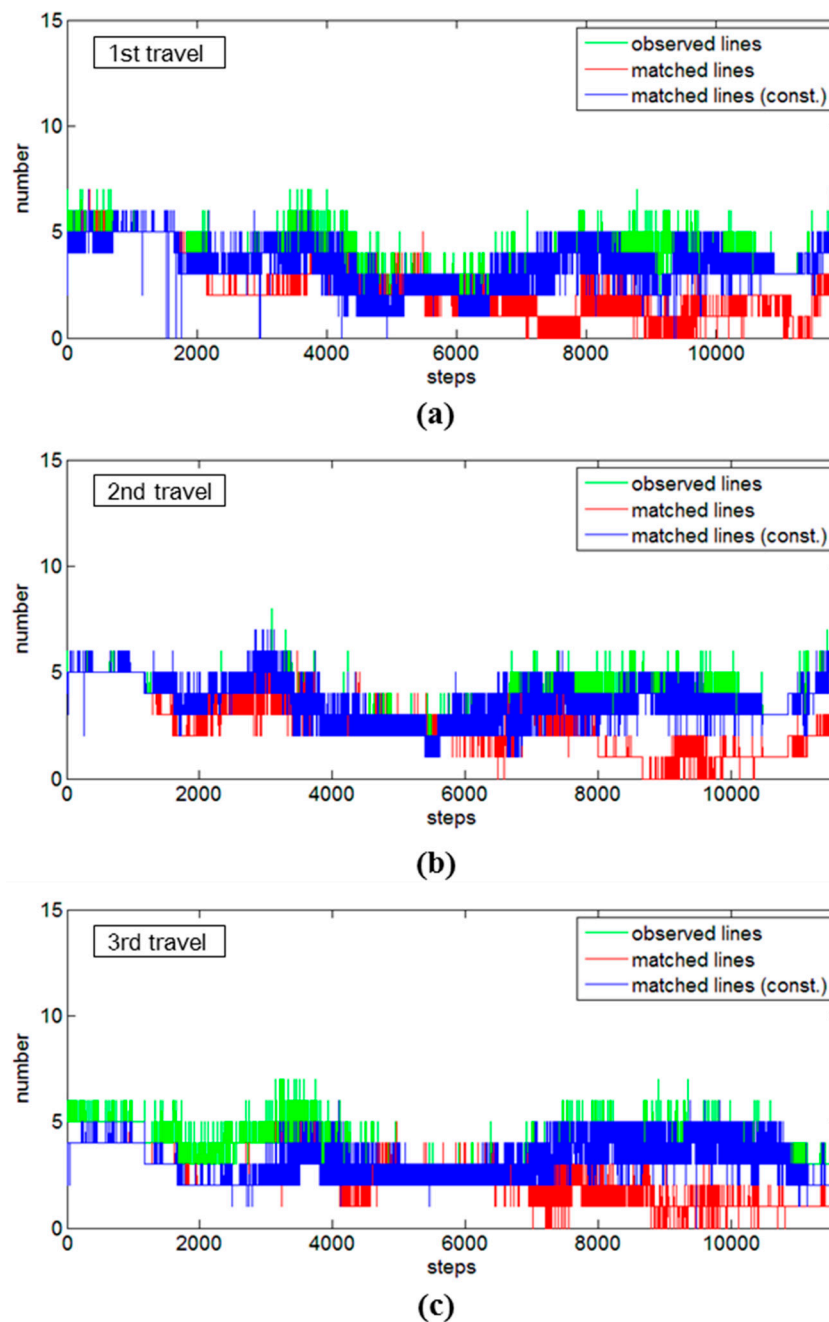 15
10
5
0
number
1st travel
observed lines
matched lines
matched lines (const.)
0 2000 4000 6000 8000 10000
steps
(a)
15
10
5
0
number
2nd travel
observed lines
matched lines
matched lines (const.)
0 2000 4000 6000 8000 10000
steps
(b)
15
10
5
0
number
3rd travel
observed lines
matched lines
matched lines (const.)
0 2000 4000 6000 8000 10000
steps
(c)